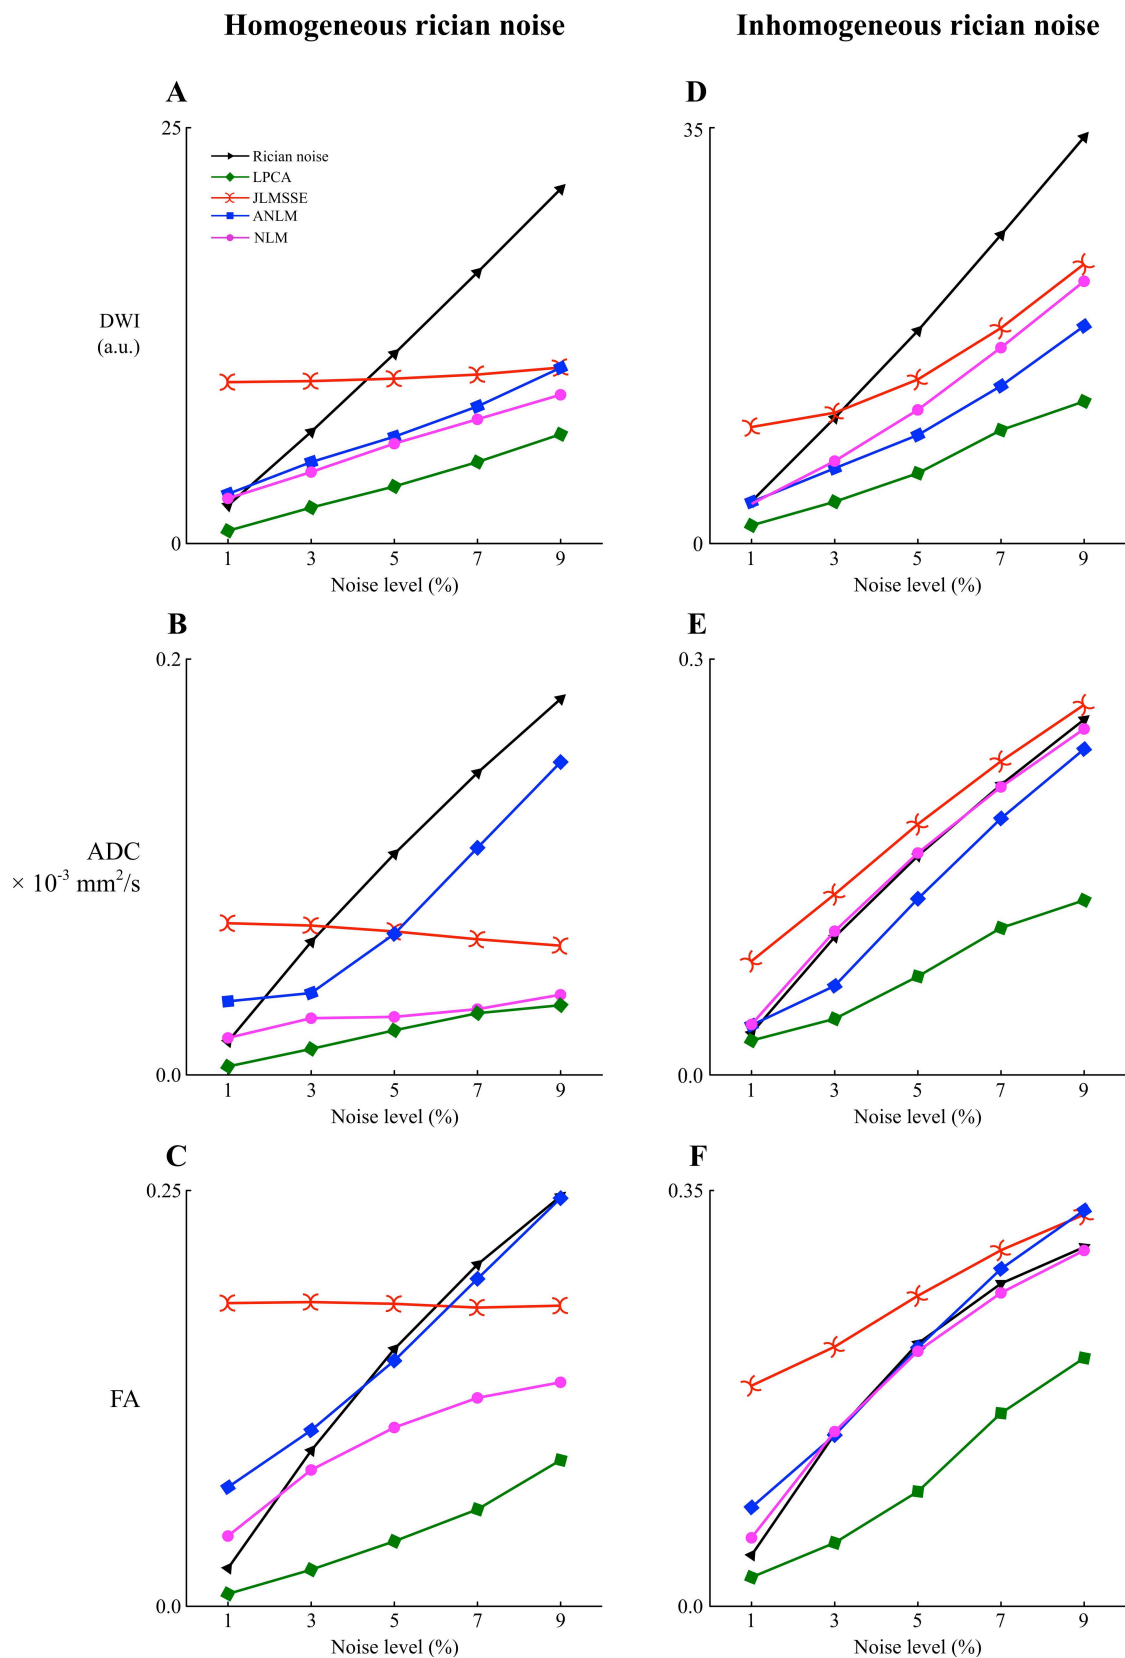 Homogeneous rician noise
Inhomogeneous rician noise
A
25
Rician noise
LPCA
JLMSSE
ANLM
NLM
DWI
(a.u.)
0
1 3 5 7 9
Noise level (%)
D
35
0
1 3 5 7 9
Noise level (%)
B
0.2
ADC
× 10⁻³ mm²/s
0.0
1 3 5 7 9
Noise level (%)
E
0.3
0.0
1 3 5 7 9
Noise level (%)
C
0.25
FA
0.0
1 3 5 7 9
Noise level (%)
F
0.35
0.0
1 3 5 7 9
Noise level (%)